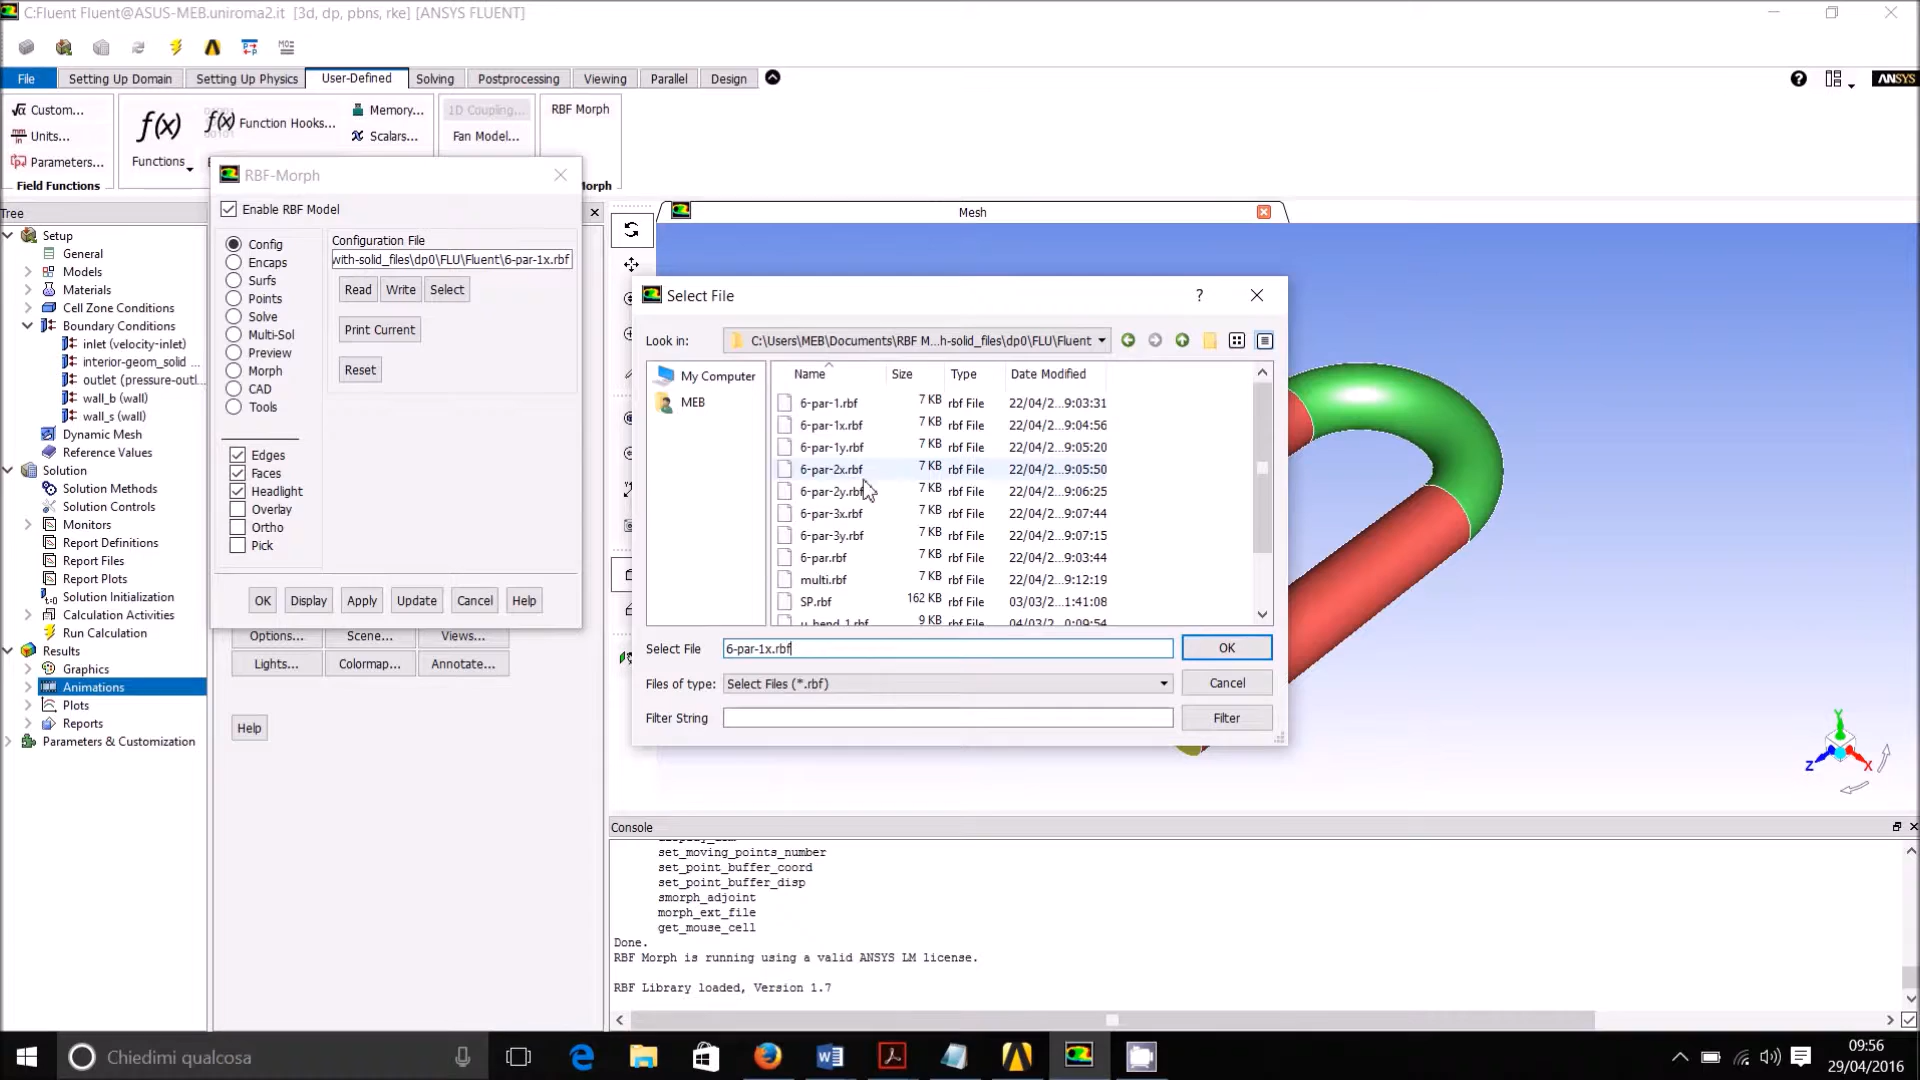 C:Fluent Fluent@ASUS-MEB.uniroma2.it [3d, dp, pbns, rke] [ANSYS FLUENT]
File Setting Up Domain Setting Up Physics User-Defined Solving Postprocessing Viewing Parallel Design
ANSYS
Custom...
Units...
Parameters...
Field Functions
f(x)
Functions
f(x) Function Hooks...
Memory...
Scalars...
1D Coupling...
Fan Model...
RBF Morph
orph
RBF-Morph
Enable RBF Model
Config
Encaps
Surfs
Points
Solve
Multi-Sol
Preview
Morph
CAD
Tools
Configuration File
with-solid_files\dp0\FLU\Fluent\6-par-1x.rbf
Read Write Select
Print Current
Reset
Edges
Faces
Headlight
Overlay
Ortho
Pick
OK Display Apply Update Cancel Help
Options... Scene... Views...
Lights... Colormap... Annotate...
Help
Tree
Setup
General
Models
Materials
Cell Zone Conditions
Boundary Conditions
inlet (velocity-inlet)
interior-geom_solid ...
outlet (pressure-outl...
wall_b (wall)
wall_s (wall)
Dynamic Mesh
Reference Values
Solution
Solution Methods
Solution Controls
Monitors
Report Definitions
Report Files
Report Plots
Solution Initialization
Calculation Activities
Run Calculation
Results
Graphics
Animations
Plots
Reports
Parameters & Customization
Mesh
Select File
?
Look in: C:\Users\MEB\Documents\RBF M...h-solid_files\dp0\FLU\Fluent
My Computer
MEB
Name Size Type Date Modified
6-par-1.rbf 7 KB rbf File 22/04/2...9:03:31
6-par-1x.rbf 7 KB rbf File 22/04/2...9:04:56
6-par-1y.rbf 7 KB rbf File 22/04/2...9:05:20
6-par-2x.rbf 7 KB rbf File 22/04/2...9:05:50
6-par-2y.rbf 7 KB rbf File 22/04/2...9:06:25
6-par-3x.rbf 7 KB rbf File 22/04/2...9:07:44
6-par-3y.rbf 7 KB rbf File 22/04/2...9:07:15
6-par.rbf 7 KB rbf File 22/04/2...9:03:44
multi.rbf 7 KB rbf File 22/04/2...9:12:19
SP.rbf 162 KB rbf File 03/03/2...1:41:08
u_bend_1.rbf 9 KB rbf File 04/03/2...0:09:54
Select File 6-par-1x.rbf OK
Files of type: Select Files (*.rbf) Cancel
Filter String Filter
Y
Z
X
Console
set_moving_points_number
set_point_buffer_coord
set_point_buffer_disp
smorph_adjoint
morph_ext_file
get_mouse_cell
Done.
RBF Morph is running using a valid ANSYS LM license.
RBF Library loaded, Version 1.7
Chiedimi qualcosa
09:56
29/04/2016